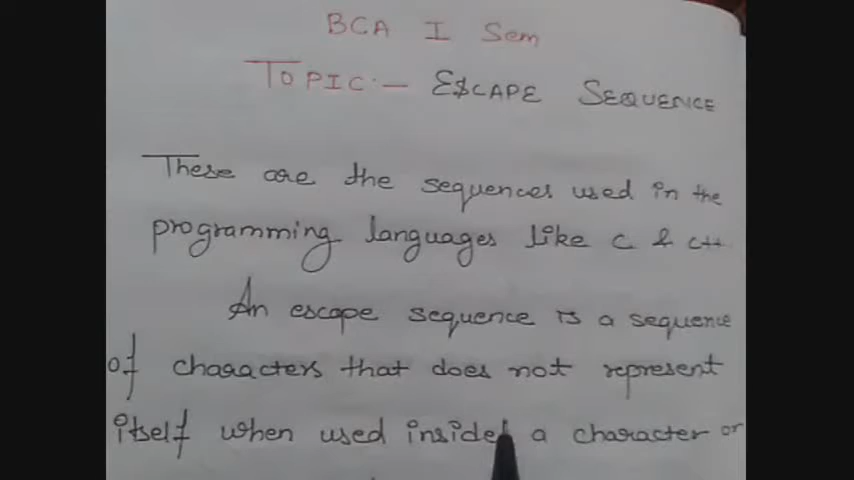 BCA I Sem
TOPIC:- ESCAPE SEQUENCE
These are the sequences used in the
programming languages like C & C++
An escape sequence is a sequence
of characters that does not represent
itself when used inside a character or